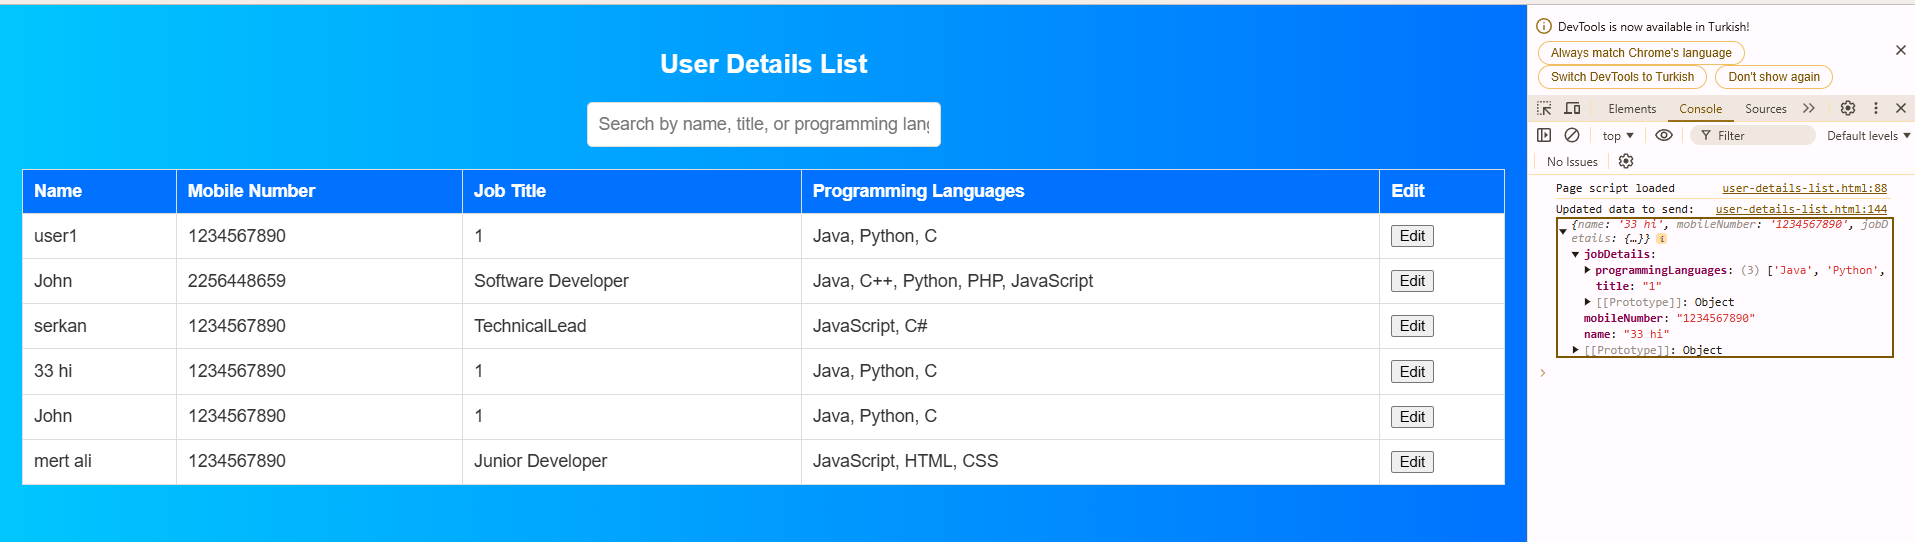 User Details List
Search by name, title, or programming lang
Name Mobile Number Job Title Programming Languages Edit
user1 1234567890 1 Java, Python, C Edit
John 2256448659 Software Developer Java, C++, Python, PHP, JavaScript Edit
serkan 1234567890 TechnicalLead JavaScript, C# Edit
33 hi 1234567890 1 Java, Python, C Edit
John 1234567890 1 Java, Python, C Edit
mert ali 1234567890 Junior Developer JavaScript, HTML, CSS Edit
DevTools is now available in Turkish!
Always match Chrome's language
Switch DevTools to Turkish Don't show again
Elements Console Sources
top Filter Default levels
No Issues
Page script loaded user-details-list.html:88
Updated data to send: user-details-list.html:144
{name: '33 hi', mobileNumber: '1234567890', jobD
etails: {…}}
jobDetails:
programmingLanguages: (3) ['Java', 'Python',
title: "1"
[[Prototype]]: Object
mobileNumber: "1234567890"
name: "33 hi"
[[Prototype]]: Object